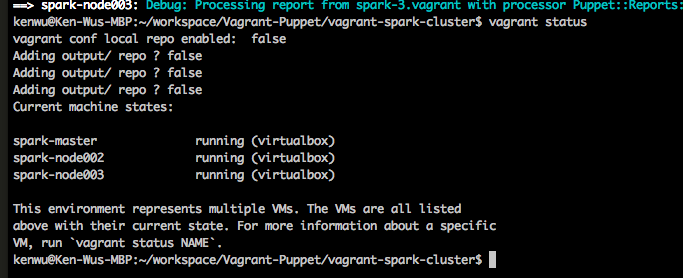 ==> spark-node003: Debug: Processing report from spark-3.vagrant with processor Puppet::Reports:
kenwu@Ken-Wus-MBP:~/workspace/Vagrant-Puppet/vagrant-spark-cluster$ vagrant status
vagrant conf local repo enabled:  false
Adding output/ repo ? false
Adding output/ repo ? false
Adding output/ repo ? false
Current machine states:

spark-master              running (virtualbox)
spark-node002             running (virtualbox)
spark-node003             running (virtualbox)

This environment represents multiple VMs. The VMs are all listed
above with their current state. For more information about a specific
VM, run `vagrant status NAME`.
kenwu@Ken-Wus-MBP:~/workspace/Vagrant-Puppet/vagrant-spark-cluster$